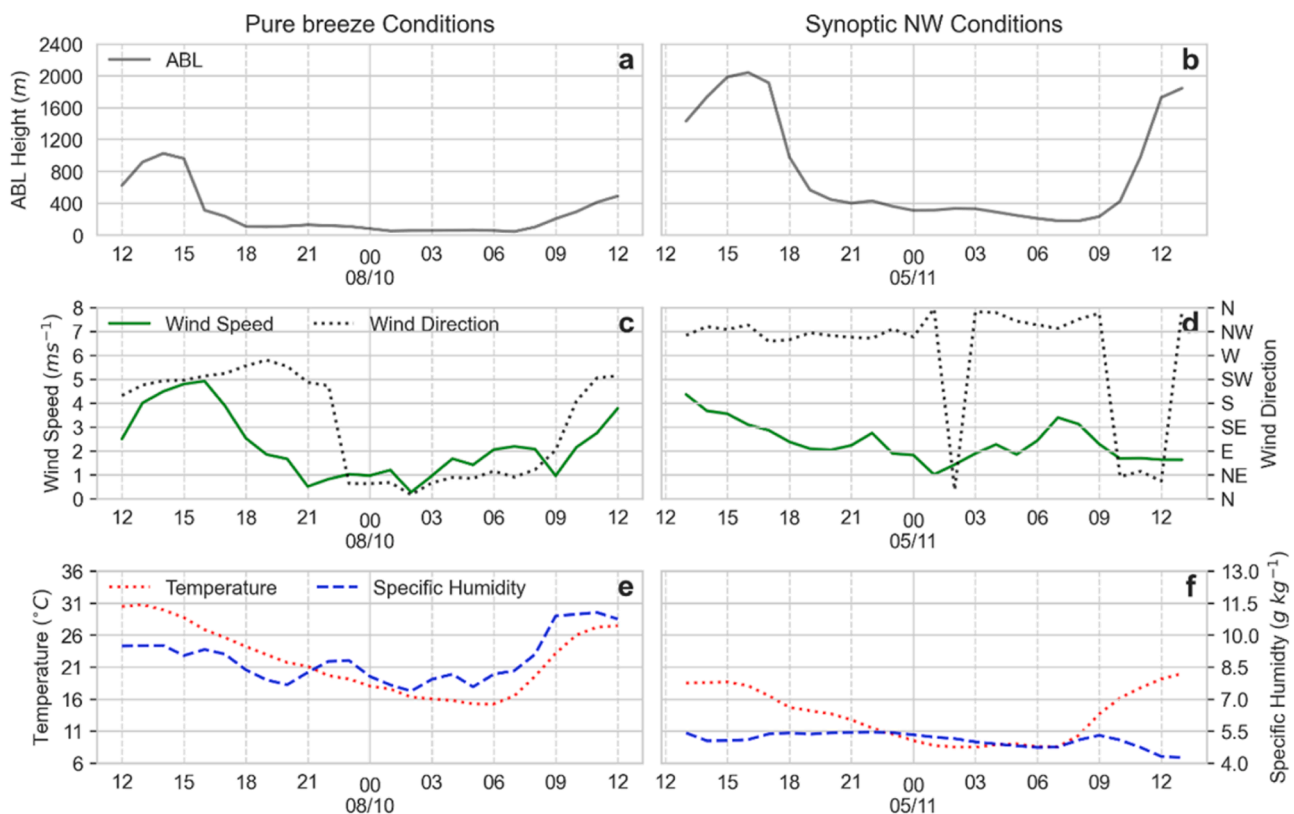 Pure breeze Conditions
Synoptic NW Conditions
ABL Height (m)
2400
2000
1600
1200
800
400
0
ABL
a
12 15 18 21 00 03 06 09 12
08/10
b
12 15 18 21 00 03 06 09 12
05/11
Wind Speed (ms⁻¹)
8
7
6
5
4
3
2
1
0
Wind Speed Wind Direction
c
12 15 18 21 00 03 06 09 12
08/10
d
N
NW
W
SW
S
SE
E
NE
N
Wind Direction
12 15 18 21 00 03 06 09 12
05/11
Temperature (°C)
36
31
26
21
16
11
6
Temperature Specific Humidity
e
12 15 18 21 00 03 06 09 12
08/10
f
13.0
11.5
10.0
8.5
7.0
5.5
4.0
Specific Humidty (g kg⁻¹)
12 15 18 21 00 03 06 09 12
05/11